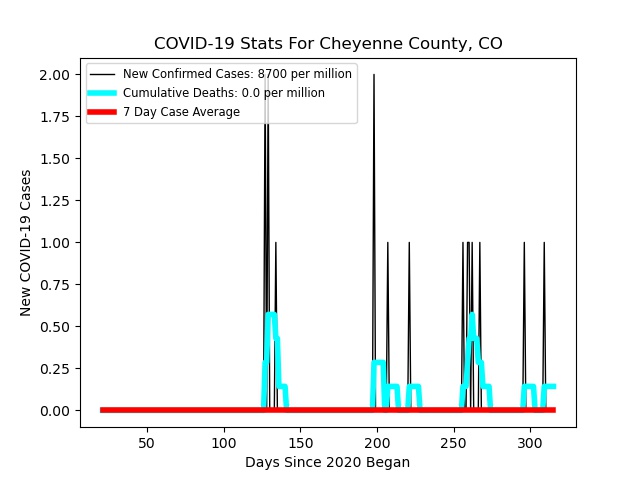 COVID-19 Stats For Cheyenne County, CO
New Confirmed Cases: 8700 per million
Cumulative Deaths: 0.0 per million
7 Day Case Average
2.00
1.75
1.50
1.25
1.00
0.75
0.50
0.25
0.00
New COVID-19 Cases
50 100 150 200 250 300
Days Since 2020 Began